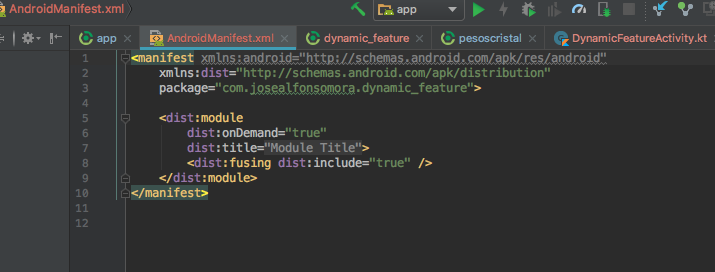 AndroidManifest.xml
app
app
AndroidManifest.xml
dynamic_feature
pesoscristal
DynamicFeatureActivity.kt
1 <manifest xmlns:android="http://schemas.android.com/apk/res/android"
2 xmlns:dist="http://schemas.android.com/apk/distribution"
3 package="com.josealfonsomora.dynamic_feature">
4
5 <dist:module
6 dist:onDemand="true"
7 dist:title="Module Title">
8 <dist:fusing dist:include="true" />
9 </dist:module>
10 </manifest>
11
12